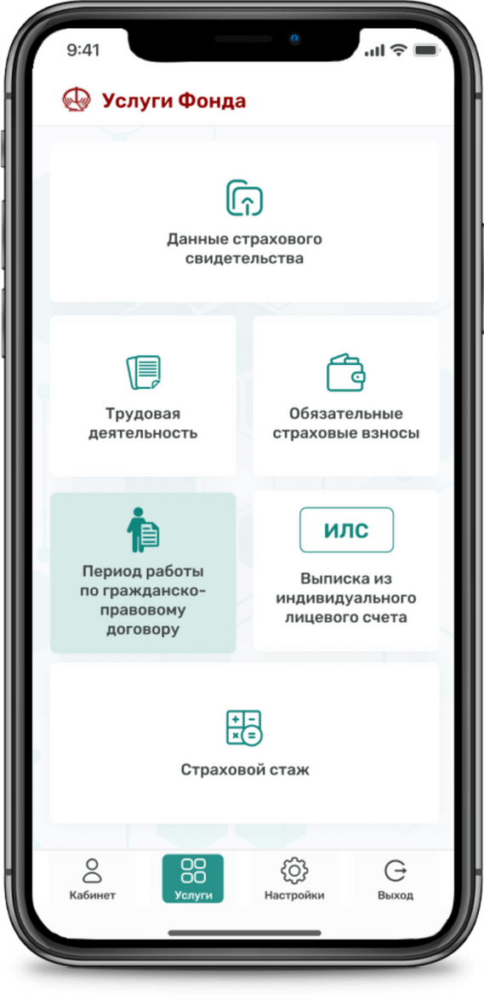 9:41
Услуги Фонда
Данные страхового
свидетельства
Трудовая
деятельность
Обязательные
страховые взносы
Период работы
по гражданско-
правовому
договору
ИЛС
Выписка из
индивидуального
лицевого счета
Страховой стаж
Кабинет
Услуги
Настройки
Выход